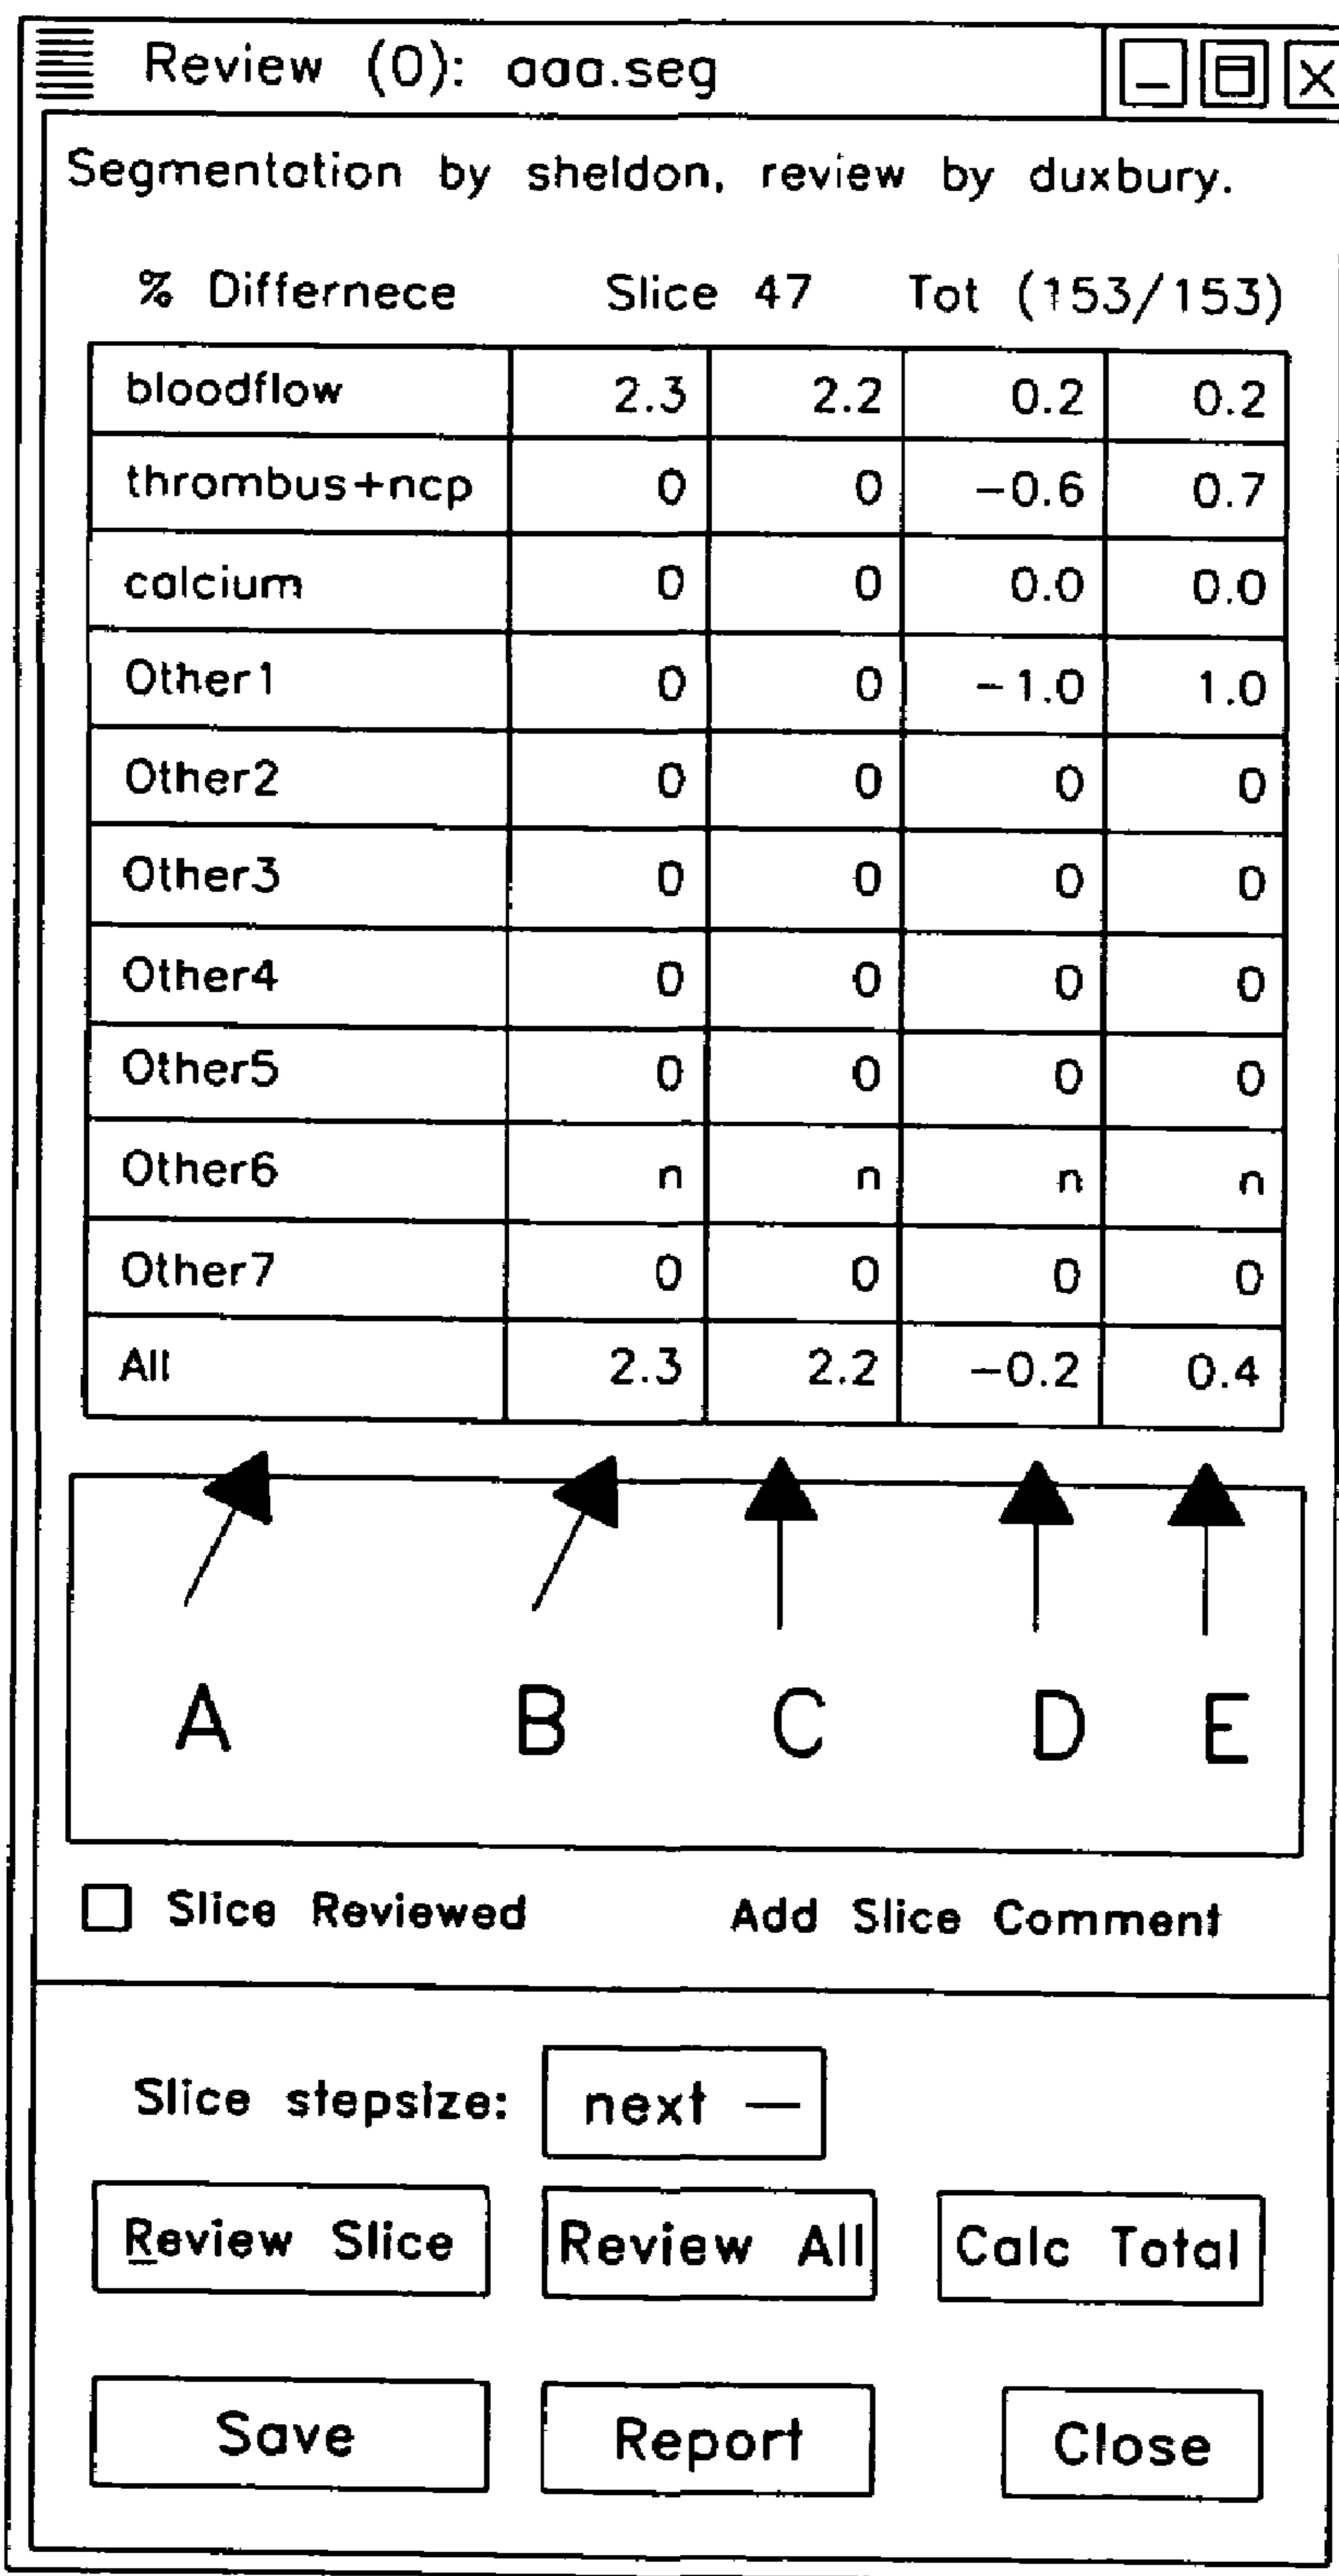 Review (0): aaa.seg
Segmentation by sheldon, review by duxbury.
% Differnece Slice 47 Tot (153/153)
bloodflow 2.3 2.2 0.2 0.2
thrombus+ncp 0 0 -0.6 0.7
calcium 0 0 0.0 0.0
Other1 0 0 -1.0 1.0
Other2 0 0 0 0
Other3 0 0 0 0
Other4 0 0 0 0
Other5 0 0 0 0
Other6 n n n n
Other7 0 0 0 0
All 2.3 2.2 -0.2 0.4
A B C D E
Slice Reviewed Add Slice Comment
Slice stepsize: next —
Review Slice Review All Calc Total
Save Report Close